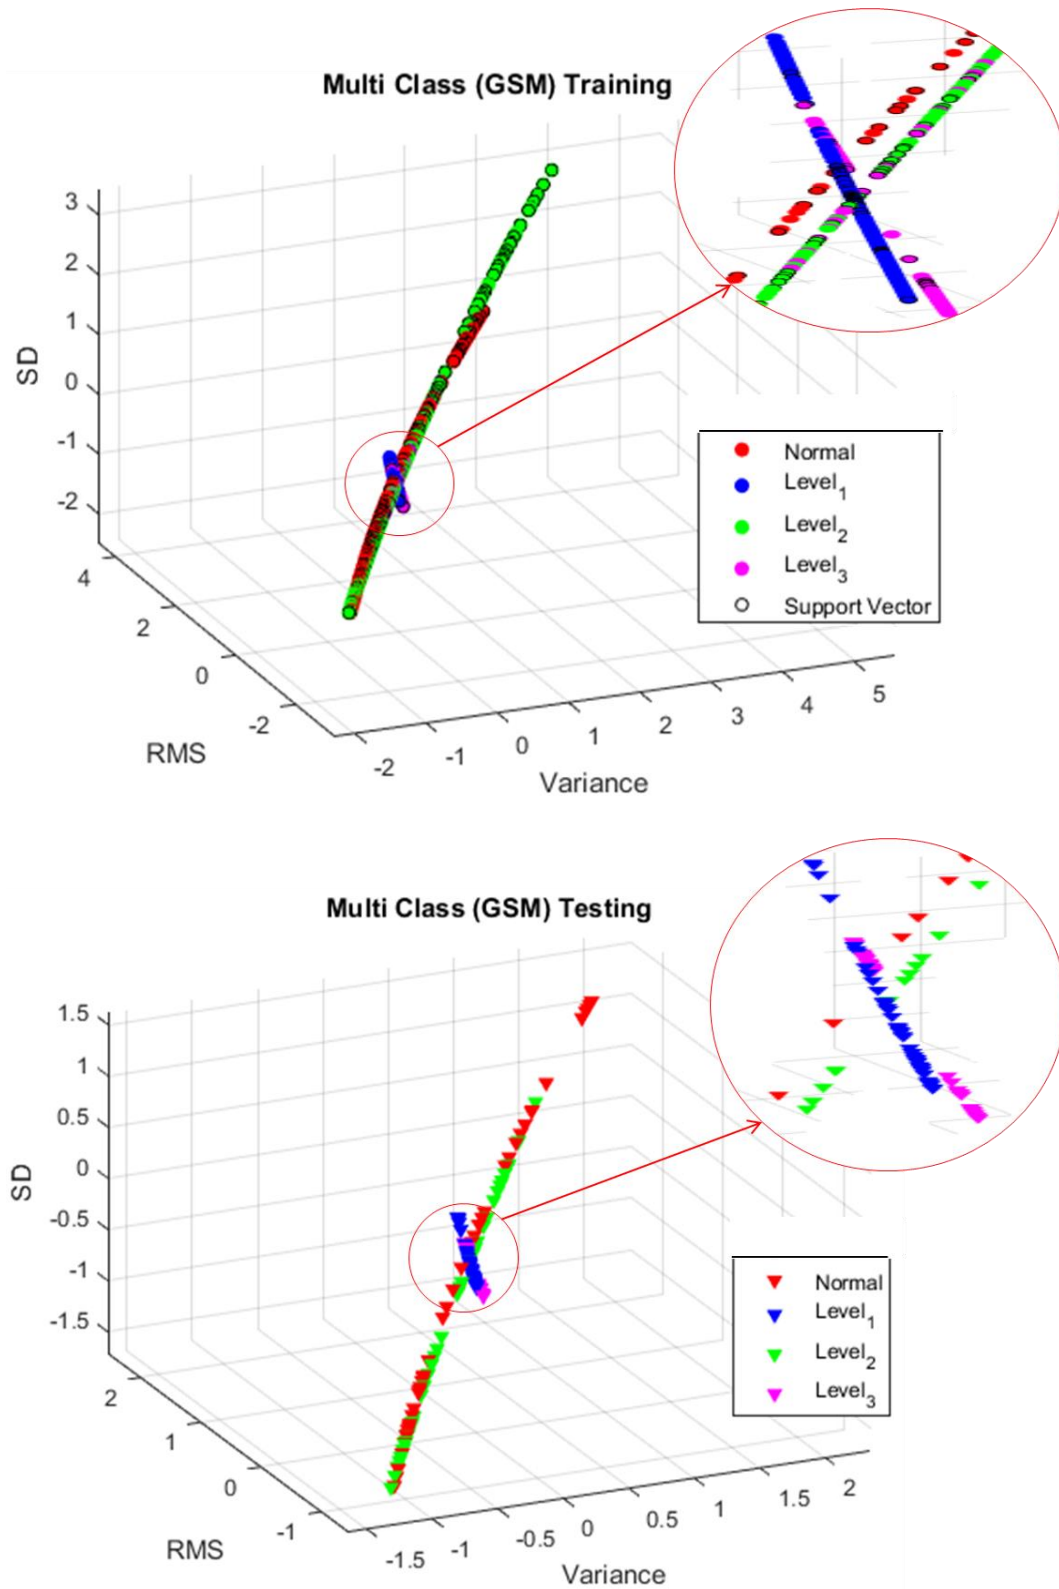 Multi Class (GSM) Training
3
2
1
0
-1
-2
SD
4
2
0
-2
RMS
-2
-1
0
1
2
3
4
5
Variance
Normal
Level1
Level2
Level3
Support Vector
Multi Class (GSM) Testing
1.5
1
0.5
0
-0.5
-1
-1.5
SD
2
1
0
-1
RMS
-1.5
-1
-0.5
0
0.5
1
1.5
2
Variance
Normal
Level1
Level2
Level3